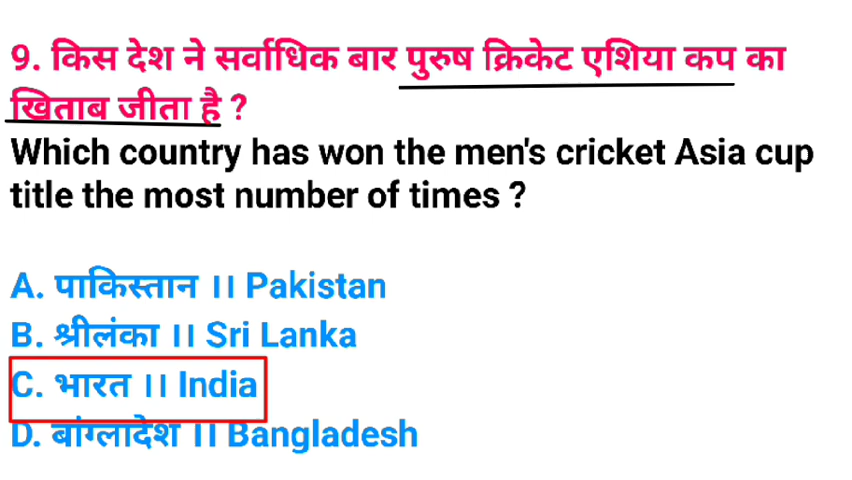 9. किस देश ने सर्वाधिक बार पुरुष क्रिकेट एशिया कप का
खिताब जीता है ?
Which country has won the men's cricket Asia cup
title the most number of times ?
A. पाकिस्तान ।। Pakistan
B. श्रीलंका ।। Sri Lanka
C. भारत ।। India
D. बांग्लादेश ।। Bangladesh